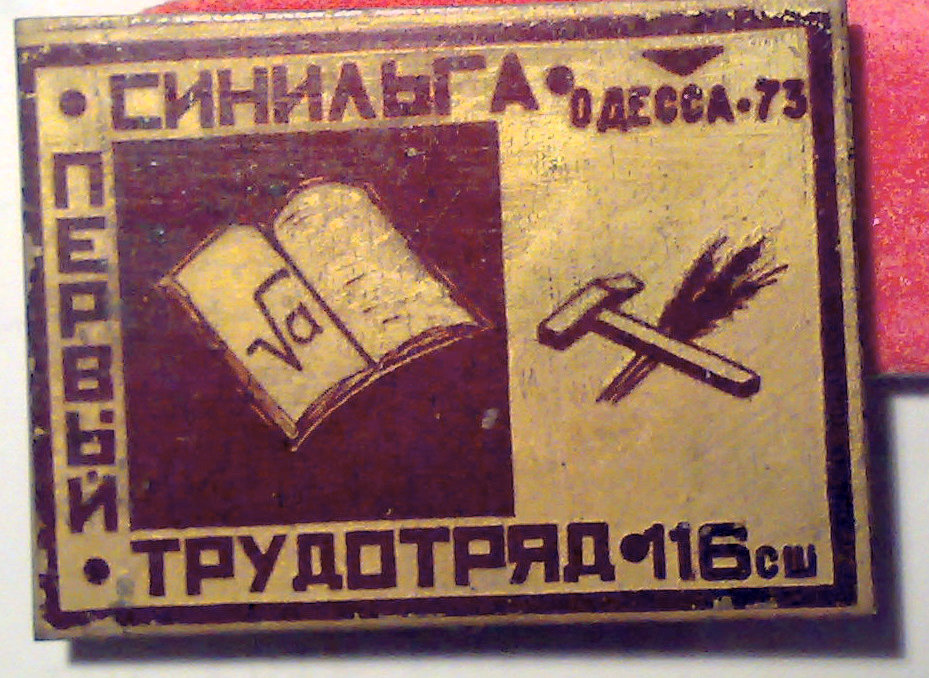 СИНИЛЬГА
ОДЕССА•73
ПЕРВЫЙ
√a
ТРУДОТРЯД•116 сш